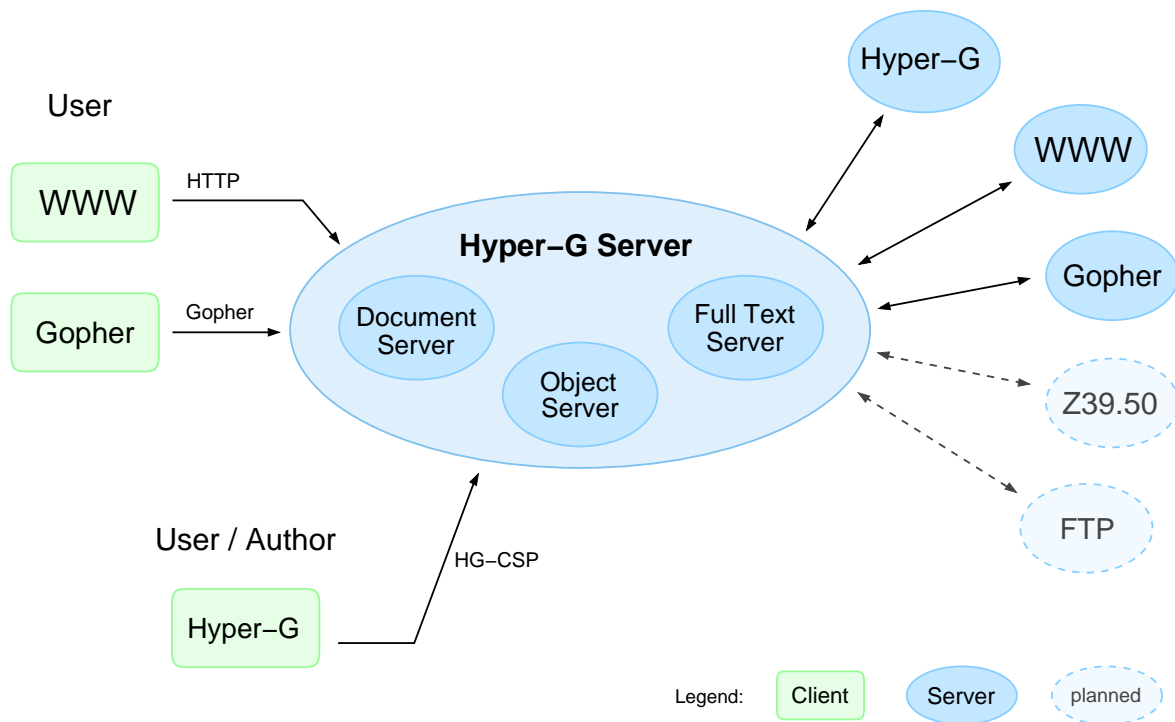 Hyper–G
User
WWW
WWW
HTTP
Hyper–G Server
Gopher
Gopher
Gopher
Document
Server
Full Text
Server
Object
Server
Z39.50
FTP
User / Author
HG–CSP
Hyper–G
Legend:
Client
Server
planned